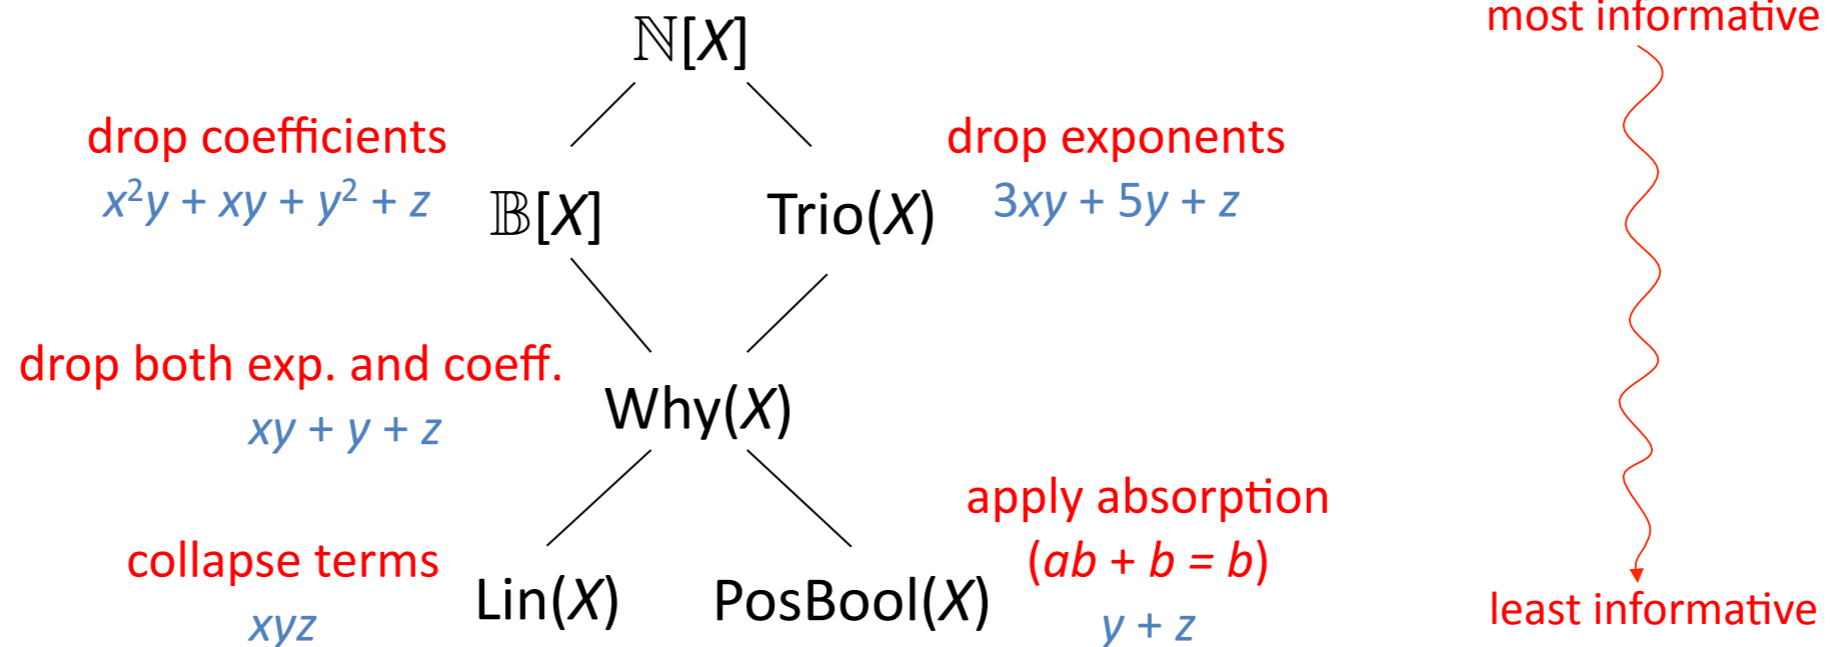 ℕ[X]
most informative
drop coefficients
x²y + xy + y² + z
𝔹[X]
Trio(X)
drop exponents
3xy + 5y + z
drop both exp. and coeff.
xy + y + z
Why(X)
collapse terms
xyz
Lin(X)
PosBool(X)
apply absorption
(ab + b = b)
y + z
least informative